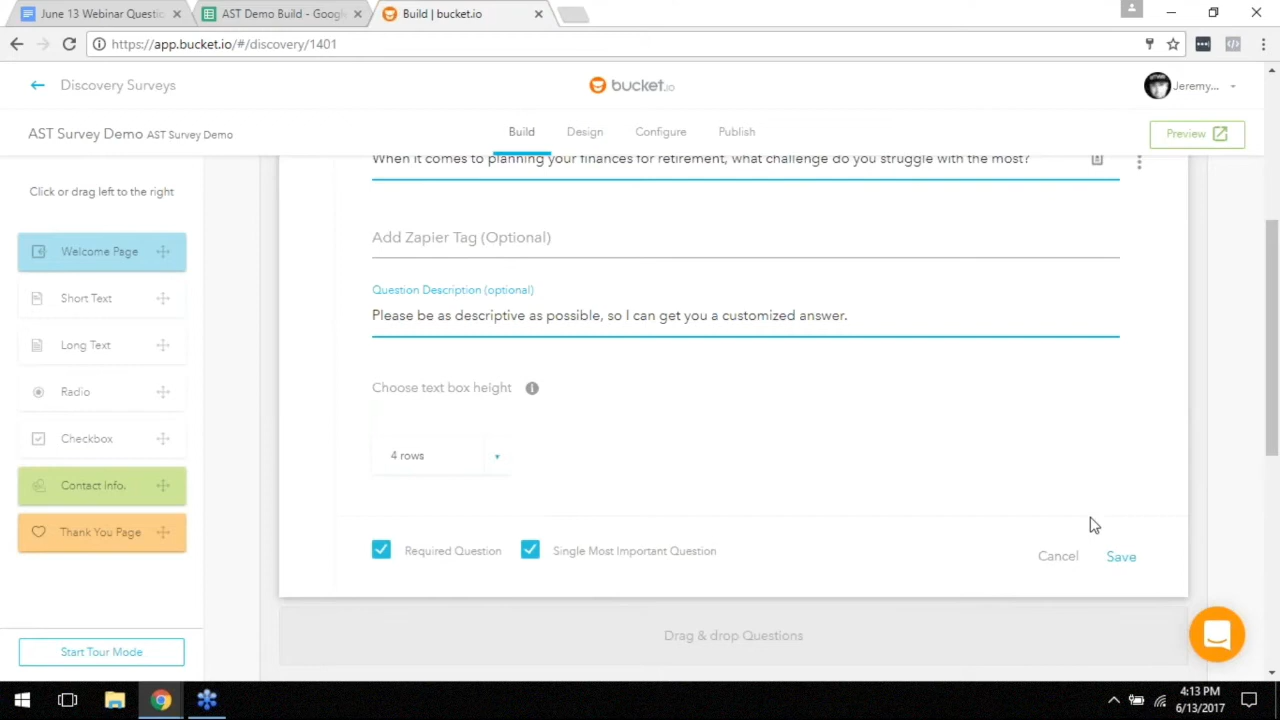 June 13 Webinar Questio
AST Demo Build - Google
Build | bucket.io
https://app.bucket.io/#/discovery/1401
Discovery Surveys
bucket.io
Jeremy...
AST Survey Demo AST Survey Demo
Build
Design
Configure
Publish
Preview
Click or drag left to the right
Welcome Page
Short Text
Long Text
Radio
Checkbox
Contact info.
Thank You Page
Start Tour Mode
When it comes to planning your finances for retirement, what challenge do you struggle with the most?
Add Zapier Tag (Optional)
Question Description (optional)
Please be as descriptive as possible, so I can get you a customized answer.
Choose text box height
4 rows
Required Question
Single Most Important Question
Cancel
Save
Drag & drop Questions
4:13 PM
6/13/2017